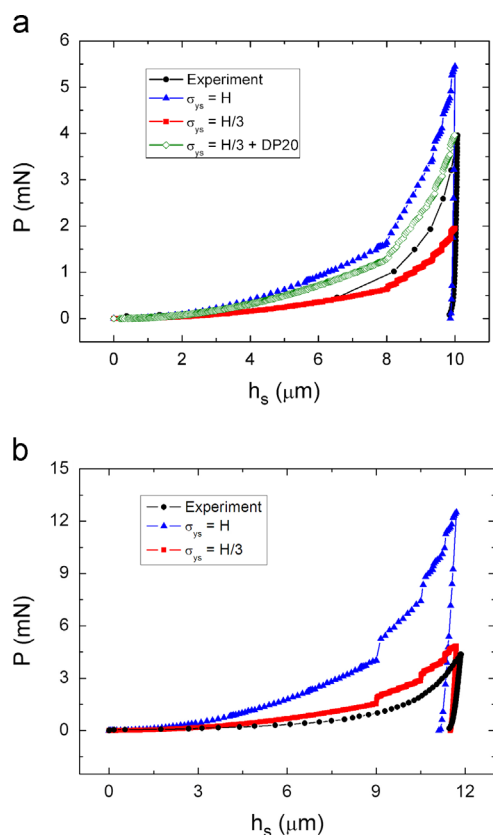 a
6
5
4
3
2
1
0
P (mN)
Experiment
σys = H
σys = H/3
σys = H/3 + DP20
0 2 4 6 8 10
hs (μm)
b
15
12
9
6
3
0
P (mN)
Experiment
σys = H
σys = H/3
0 3 6 9 12
hs (μm)